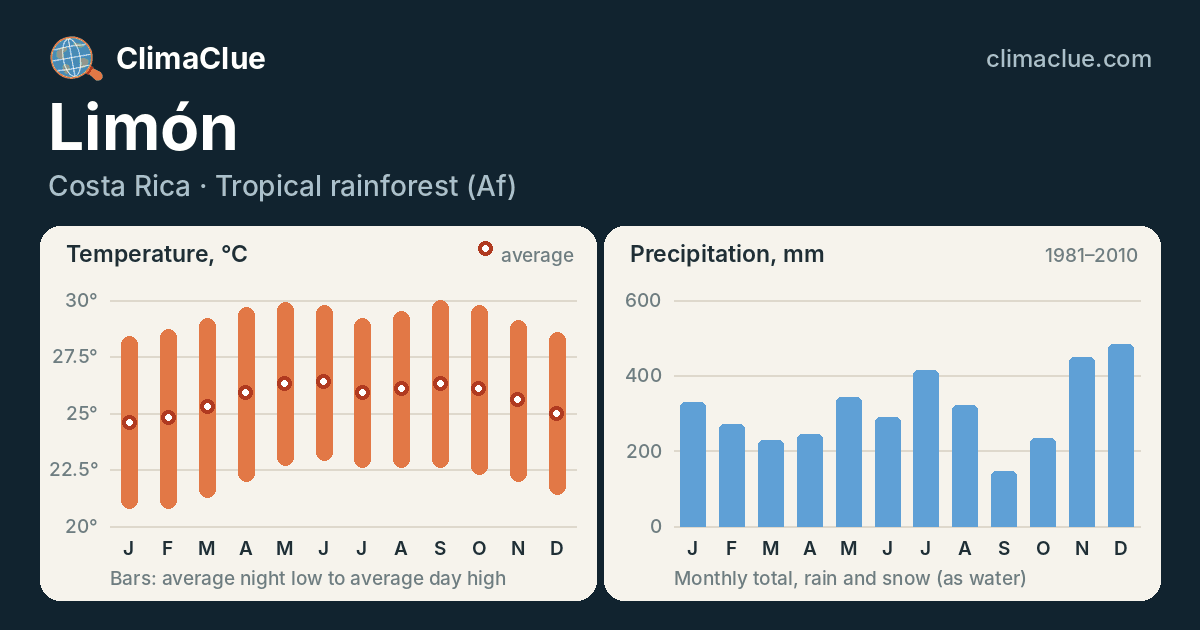 ClimaClue
climaclue.com
Limón
Costa Rica · Tropical rainforest (Af)
Temperature, °C
average
30°
27.5°
25°
22.5°
20°
J F M A M J J A S O N D
Bars: average night low to average day high
Precipitation, mm
1981–2010
600
400
200
0
J F M A M J J A S O N D
Monthly total, rain and snow (as water)